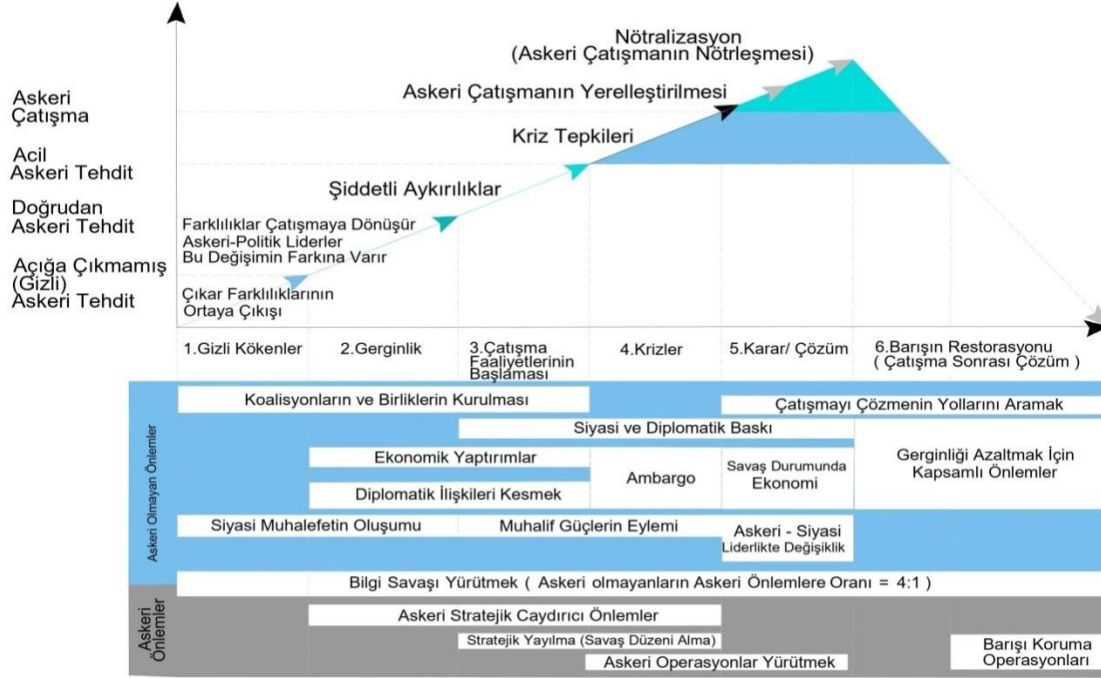 Nötralizasyon
(Askeri Çatışmanın Nötrleşmesi)
Askeri
Çatışma
Askeri Çatışmanın Yerelleştirilmesi
Kriz Tepkileri
Acil
Askeri Tehdit
Şiddetli Aykırılıklar
Doğrudan
Askeri Tehdit
Farklılıklar Çatışmaya Dönüşür
Askeri-Politik Liderler
Bu Değişimin Farkına Varır
Açığa Çıkmamış
(Gizli)
Askeri Tehdit
Çıkar Farklılıklarının
Ortaya Çıkışı
1.Gizli Kökenler
2.Gerginlik
3.Çatışma
Faaliyetlerinin
Başlaması
4.Krizler
5.Karar/ Çözüm
6.Barışın Restorasyonu
( Çatışma Sonrası Çözüm )
Askeri Olmayan Önlemler
Koalisyonların ve Birliklerin Kurulması
Çatışmayı Çözmenin Yollarını Aramak
Siyasi ve Diplomatik Baskı
Ekonomik Yaptırımlar
Diplomatik İlişkileri Kesmek
Ambargo
Savaş Durumunda
Ekonomi
Gerginliği Azaltmak İçin
Kapsamlı Önlemler
Siyasi Muhalefetin Oluşumu
Muhalif Güçlerin Eylemi
Askeri - Siyasi
Liderlikte Değişiklik
Bilgi Savaşı Yürütmek ( Askeri olmayanların Askeri Önlemlere Oranı = 4:1 )
Askeri
Önlemler
Askeri Stratejik Caydırıcı Önlemler
Stratejik Yayılma (Savaş Düzeni Alma)
Askeri Operasyonlar Yürütmek
Barışı Koruma
Operasyonları